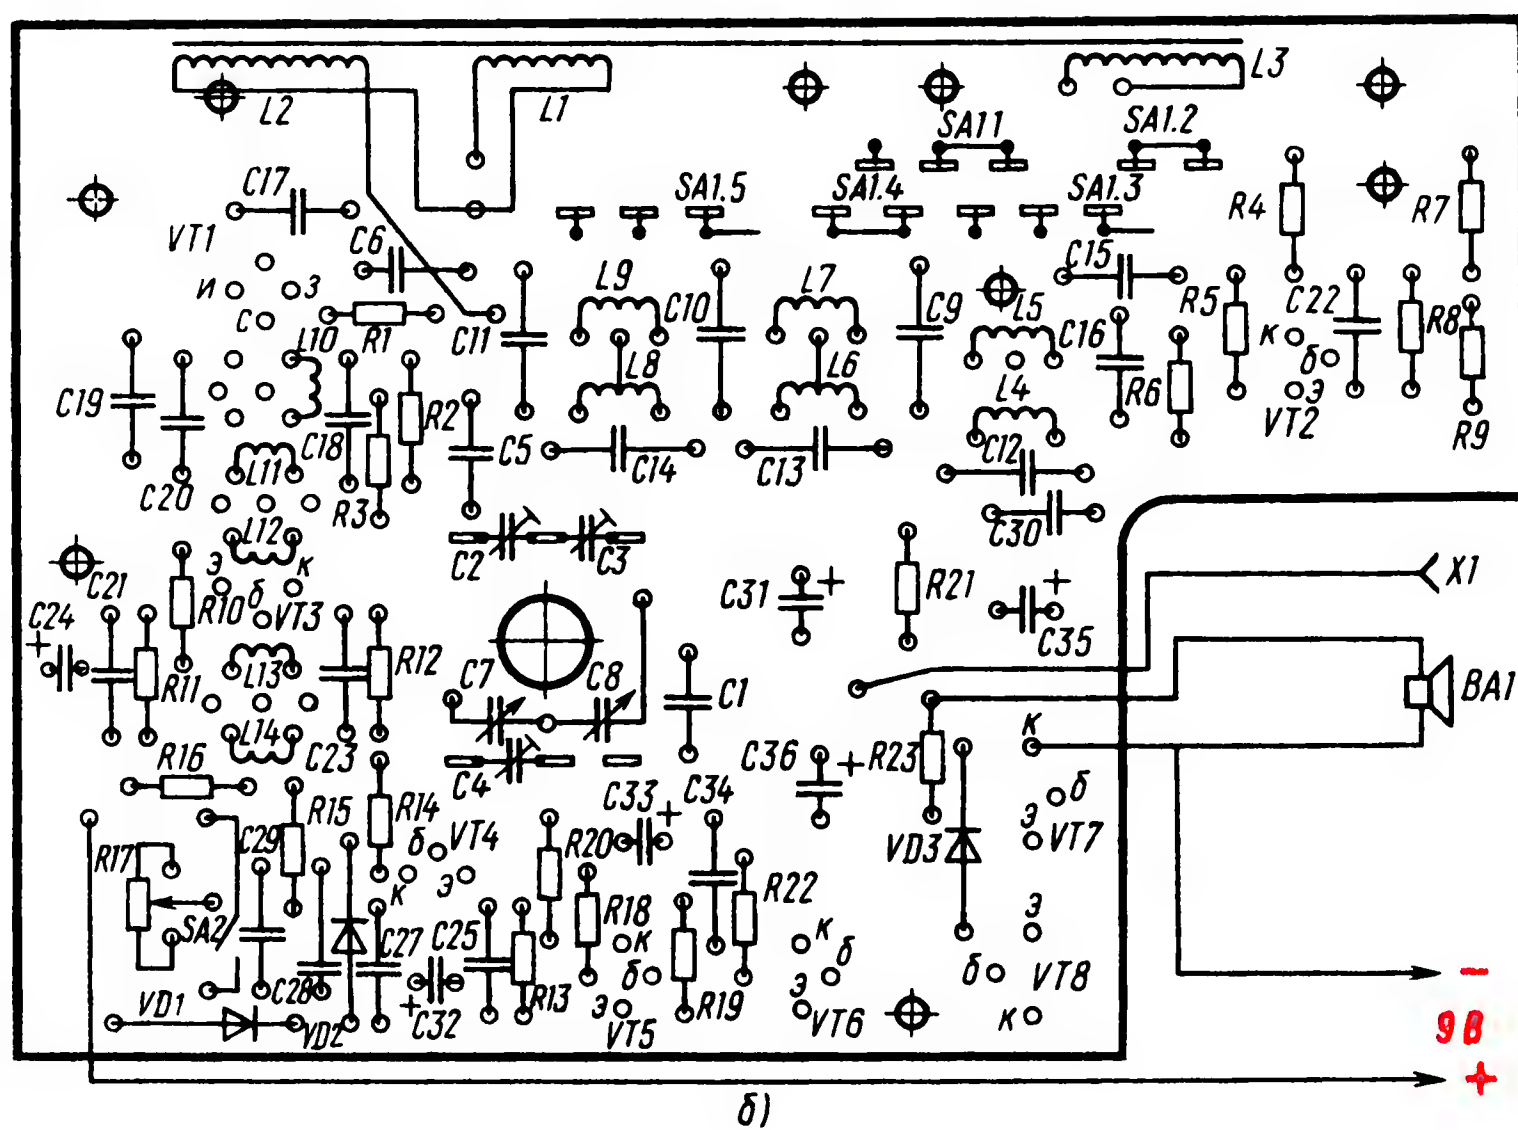 L2
L1
L3
SA11
SA1.2
C17
SA1.5
SA1.4
SA1.3
R4
R7
VT1
C6
C15
И
З
С
L9
L7
L5
R5
C22
L10
R1
C11
C10
C9
C16
К
б
Э
R8
C19
L8
L6
L4
R6
VT2
R9
R2
C18
C20
L11
R3
C5
C14
C13
C12
C30
L12
C2
C3
Э
К
б
C21
R10
VT3
C31
+
R21
+
C35
X1
C24
+
R11
L13
R12
C7
C8
C1
BA1
L14
R16
C23
C4
C36
+
R23
К
б
Э
VT7
R15
R14
C33
+
C34
б
VT4
К
Э
R17
C29
R20
VD3
R22
SA2
R18
К
б
Э
C27
C25
К
б
Э
Э
б
VT8
К
VD1
C28
VD2
+
C32
R13
VT5
R19
VT6
−
9В
+
б)